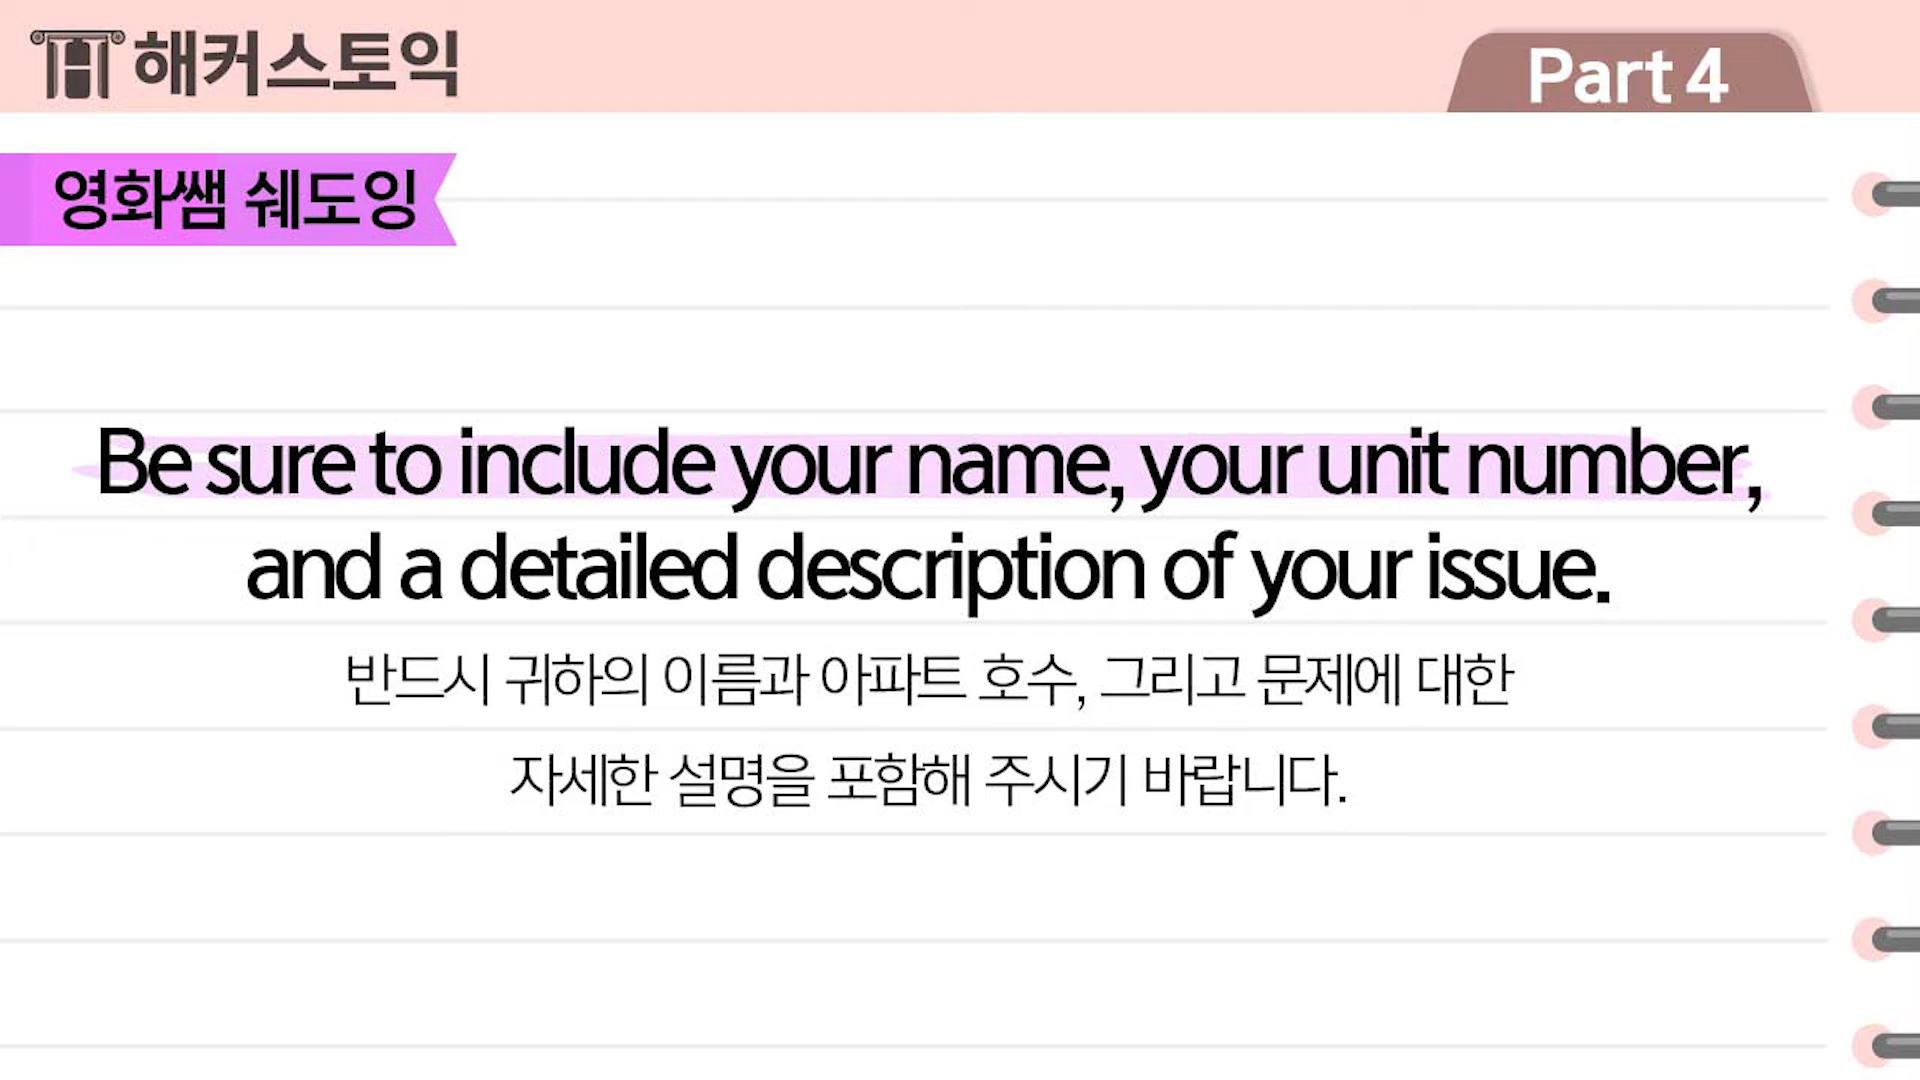 해커스토익
Part 4
영화쌤 쉐도잉
Be sure to include your name, your unit number,
and a detailed description of your issue.
반드시 귀하의 이름과 아파트 호수, 그리고 문제에 대한
자세한 설명을 포함해 주시기 바랍니다.